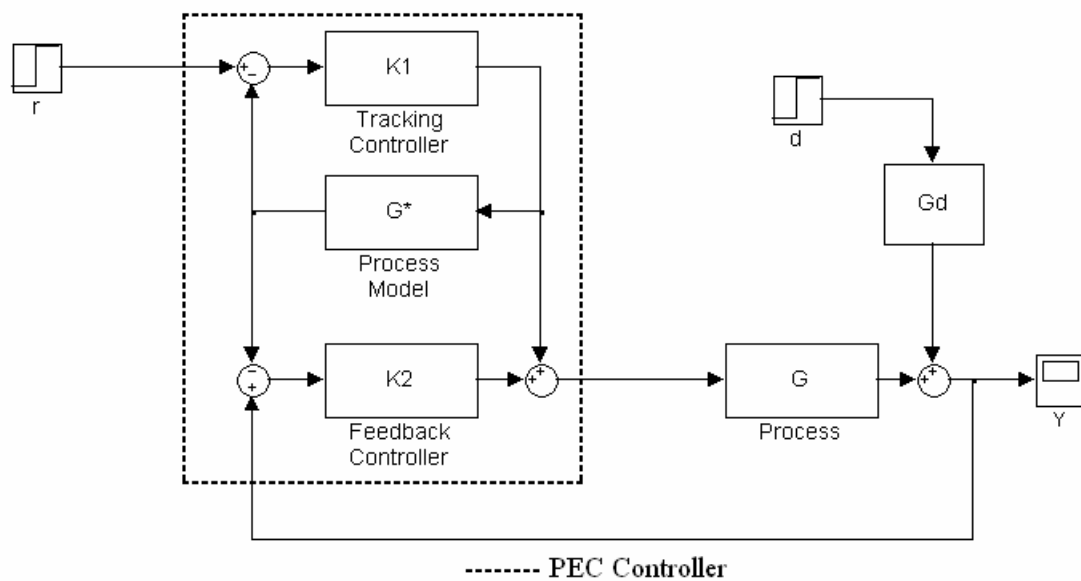 r
+
-
K1
Tracking
Controller
d
Gd
G*
Process
Model
-
+
K2
Feedback
Controller
+
+
G
Process
+
+
Y
-------- PEC Controller